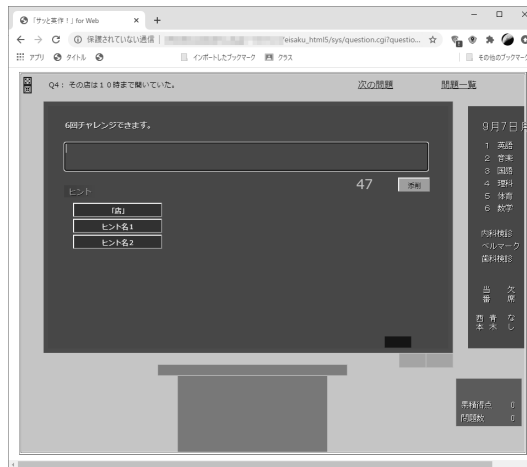 「サッと英作！」for Web
保護されていない通信
/eisaku_html5/sys/question.cgi?questio...
アプリ
タイトル
インポートしたブックマーク
クラス
その他のブックマーク
Q4： その店は１０時まで開いていた。
次の問題
問題一覧
6回チャレンジできます。
47
添削
ヒント
「店」
ヒント名1
ヒント名2
9月7日
1 英語
2 音楽
3 国語
4 理科
5 体育
6 数学
内科検診
ベルマーク
歯科検診
当番
欠席
西本
青木
なし
累積得点 0
問題数 0